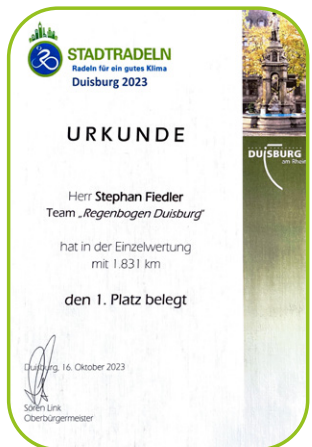 STADTRADELN
Radeln für ein gutes Klima
Duisburg 2023
URKUNDE
DUISBURG
am Rhein
Herr Stephan Fiedler
Team „Regenbogen Duisburg"
hat in der Einzelwertung
mit 1.831 km
den 1. Platz belegt
Duisburg, 16. Oktober 2023
Sören Link
Oberbürgermeister